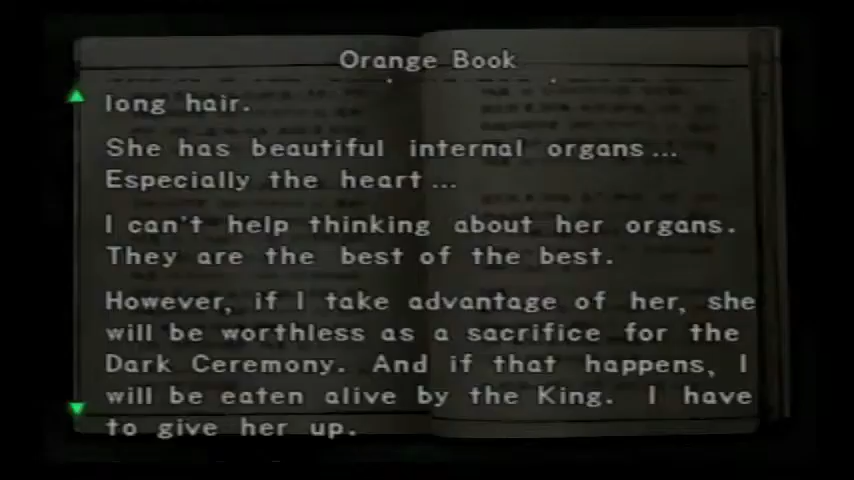 Orange Book
long hair.
She has beautiful internal organs...
Especially the heart...
I can't help thinking about her organs.
They are the best of the best.
However, if I take advantage of her, she
will be worthless as a sacrifice for the
Dark Ceremony. And if that happens, I
will be eaten alive by the King. I have
to give her up.